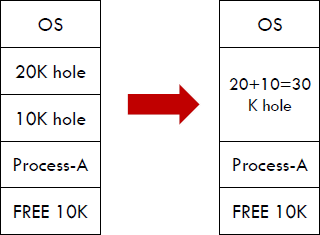 OS
20K hole
10K hole
Process-A
FREE 10K
OS
20+10=30
K hole
Process-A
FREE 10K